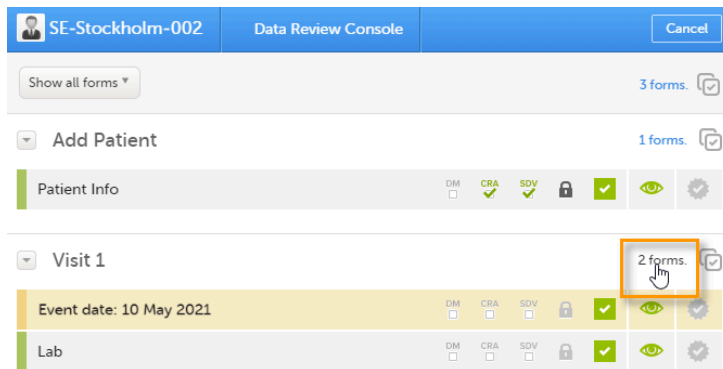 SE-Stockholm-002 Data Review Console Cancel
Show all forms 3 forms.
Add Patient 1 forms.
Patient Info DM CRA SDV
Visit 1 2 forms.
Event date: 10 May 2021 DM CRA SDV
Lab DM CRA SDV